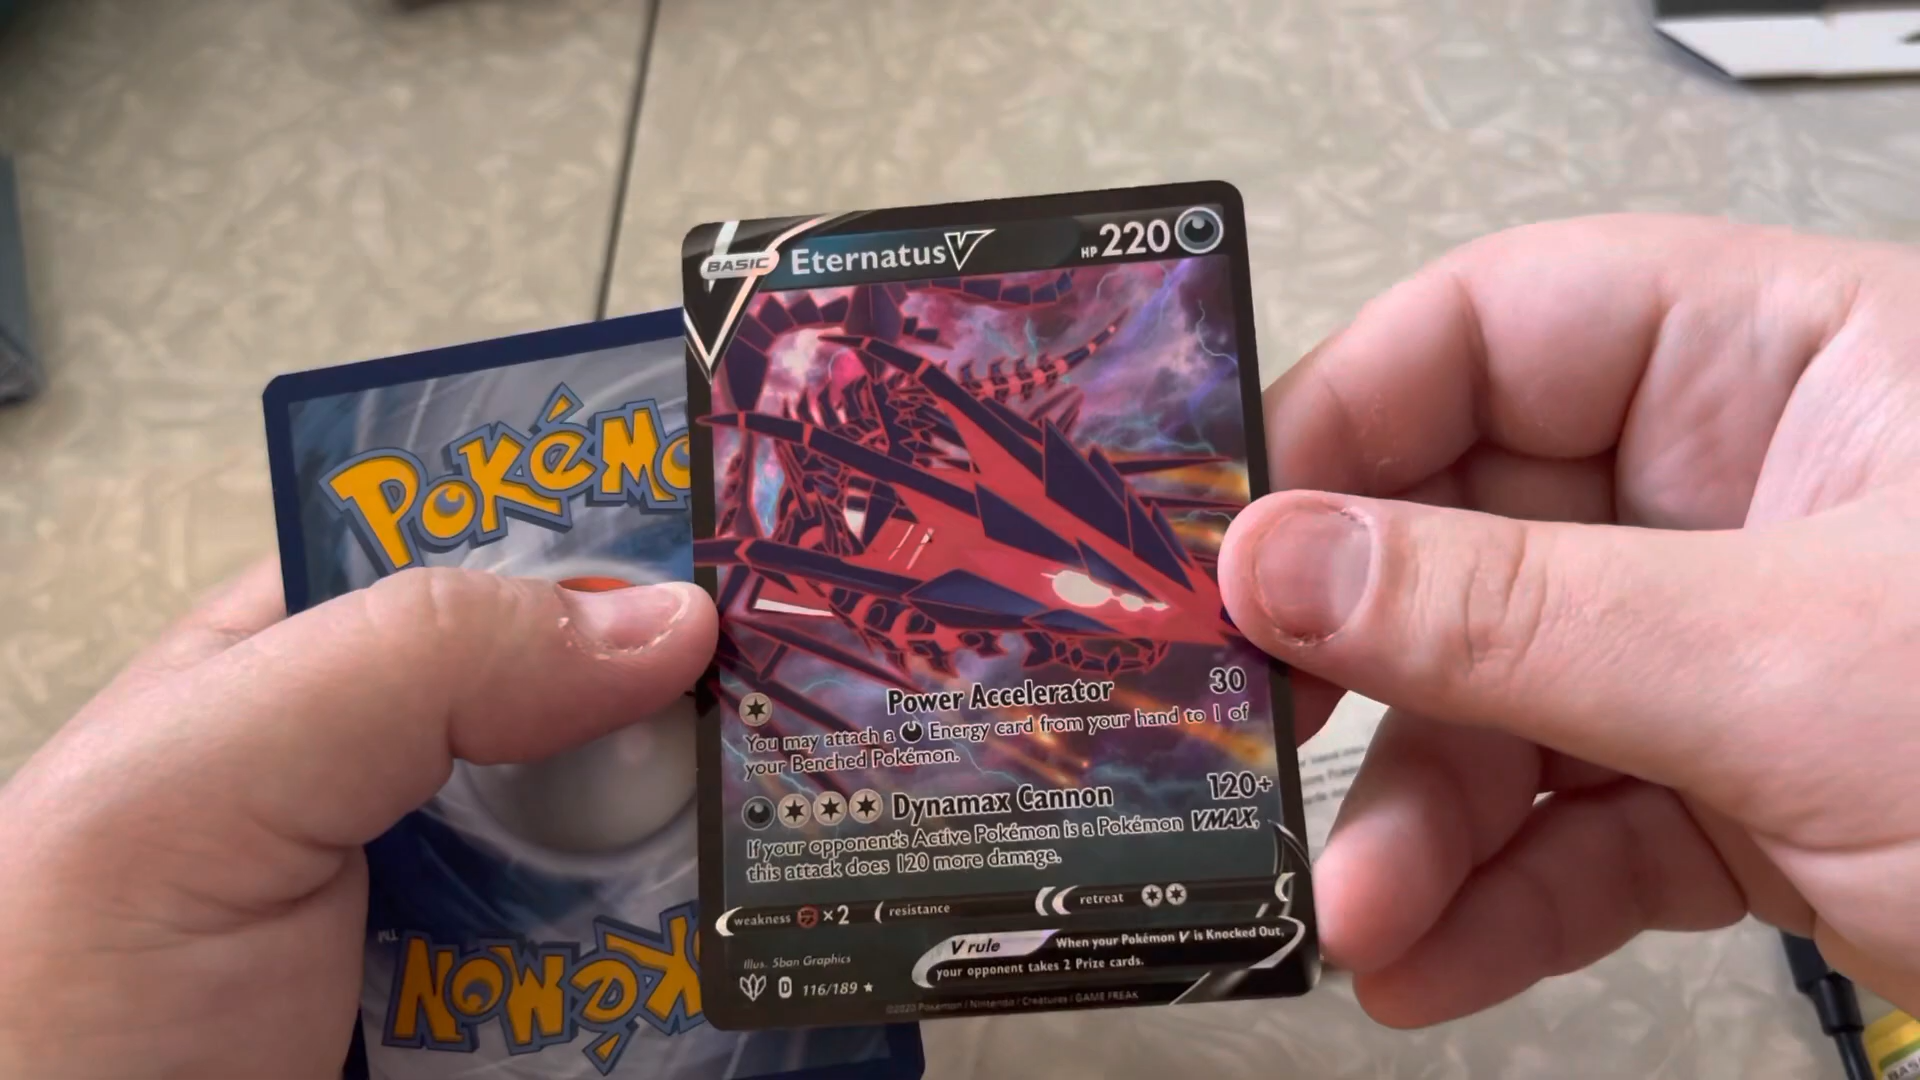 BASIC Eternatus V HP 220
POKéMO
Power Accelerator 30
You may attach a Energy card from your hand to 1 of
your Benched Pokémon.
Dynamax Cannon 120+
If your opponent's Active Pokémon is a Pokémon VMAX,
this attack does 120 more damage.
weakness ×2 resistance retreat
V rule When your Pokémon V is Knocked Out,
your opponent takes 2 Prize cards.
Illus. 5ban Graphics
D 116/189
©2020 Pokémon / Nintendo / Creatures / GAME FREAK
POKéMON
TM